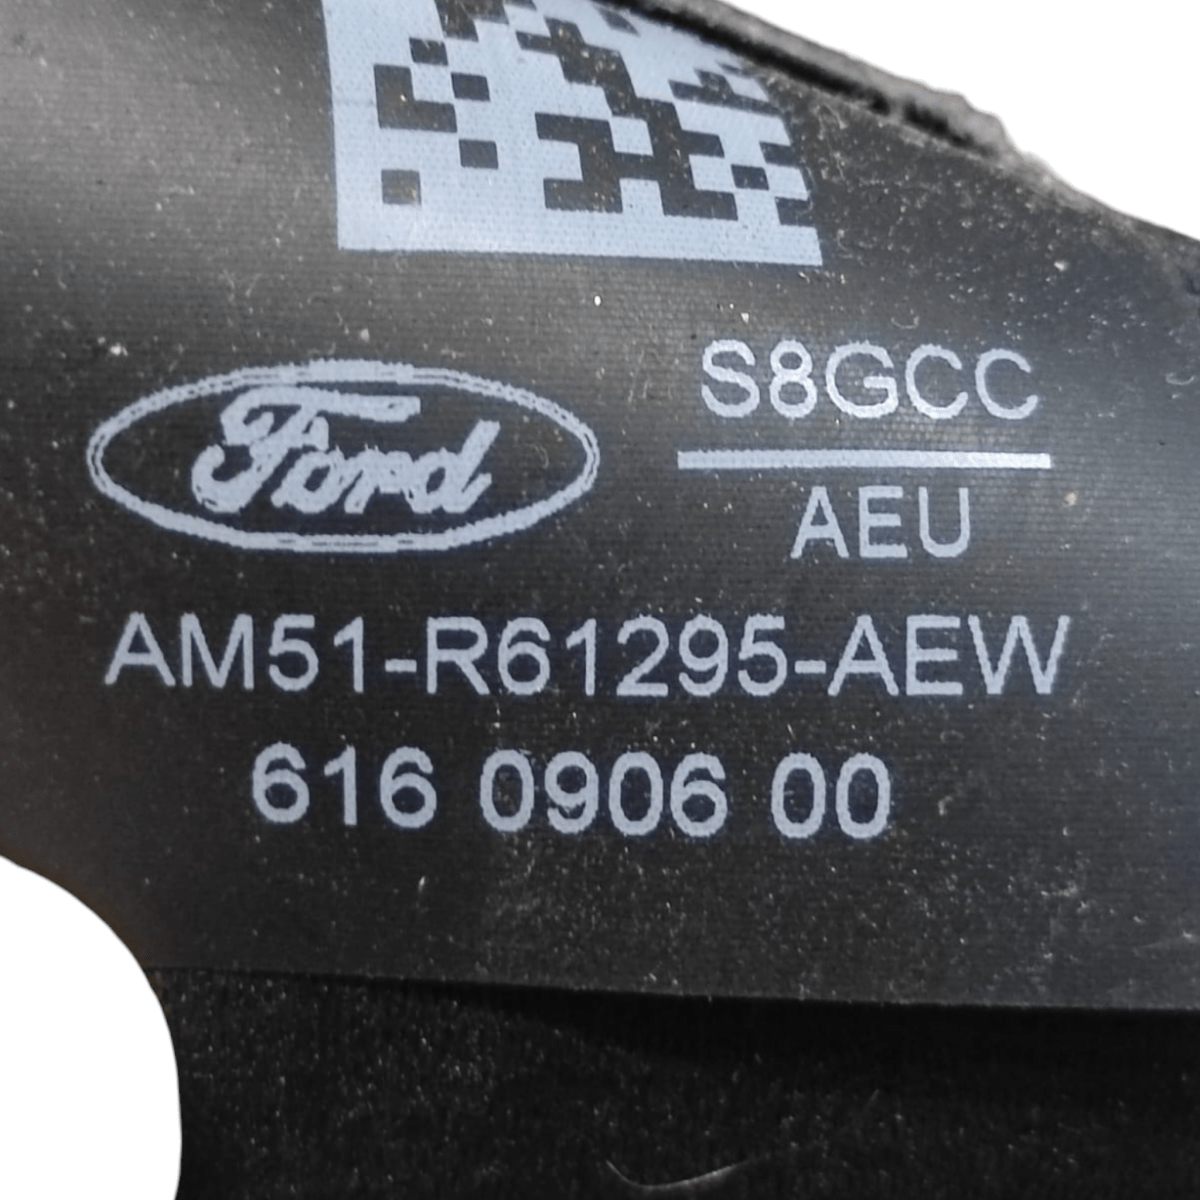 S8GCC
Ford
AEU
AM51-R61295-AEW
616 0906 00